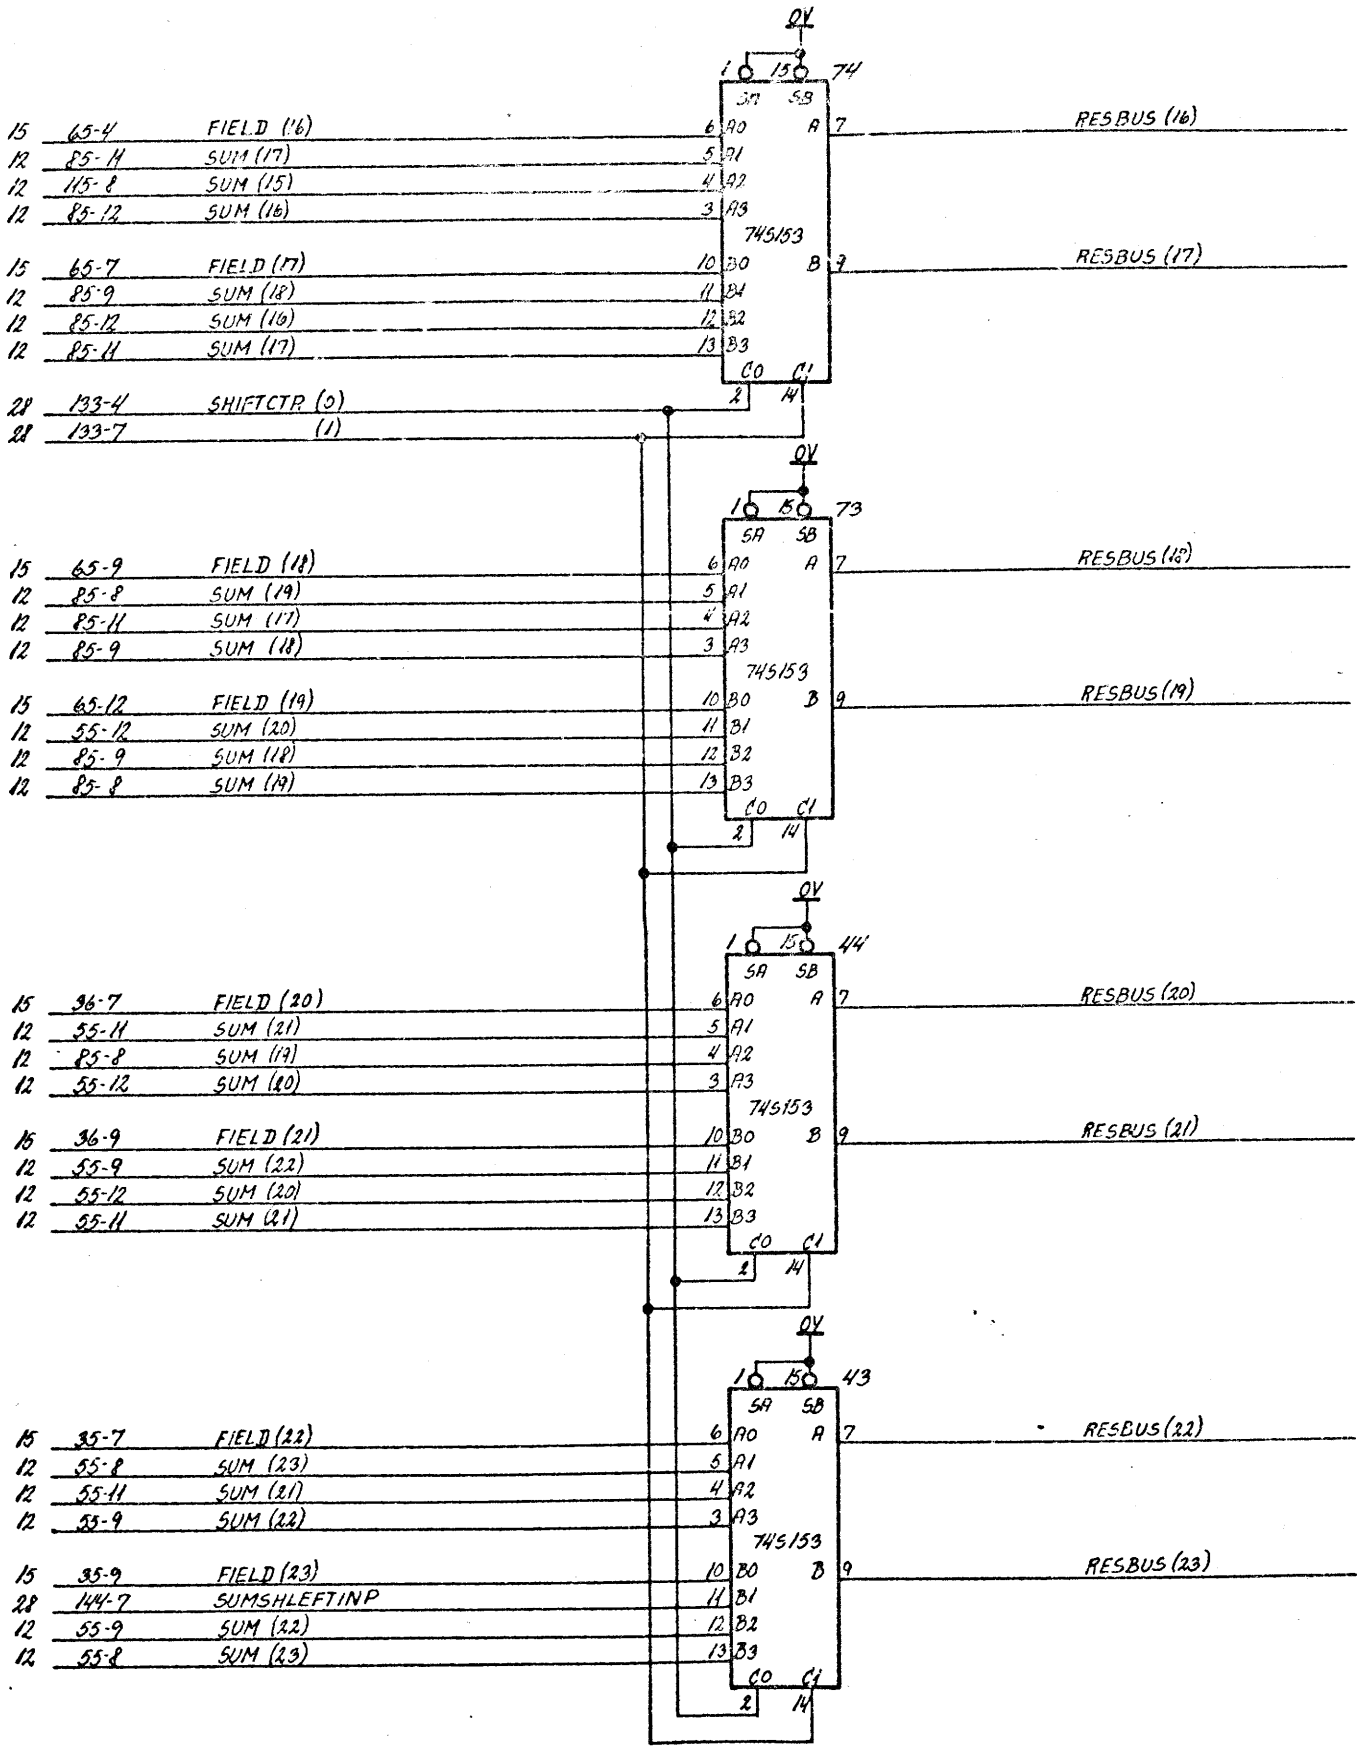 0V
1 15 74
SA SB
15 65-4 FIELD (16) 6 A0 A 7 RESBUS (16)
12 85-11 SUM (17) 5 A1
12 115-8 SUM (15) 4 A2
12 85-12 SUM (16) 3 A3
74S153
15 65-7 FIELD (17) 10 B0 B 9 RESBUS (17)
12 85-9 SUM (18) 11 B1
12 85-12 SUM (16) 12 B2
12 85-11 SUM (17) 13 B3
C0 C1
28 133-4 SHIFTCTR (0) 2 14
28 133-7 (1)
0V
1 15 73
SA SB
15 65-9 FIELD (18) 6 A0 A 7 RESBUS (18)
12 85-8 SUM (19) 5 A1
12 85-11 SUM (17) 4 A2
12 85-9 SUM (18) 3 A3
74S153
15 65-12 FIELD (19) 10 B0 B 9 RESBUS (19)
12 55-12 SUM (20) 11 B1
12 85-9 SUM (18) 12 B2
12 85-8 SUM (19) 13 B3
C0 C1
2 14
0V
1 15 44
SA SB
15 36-7 FIELD (20) 6 A0 A 7 RESBUS (20)
12 55-11 SUM (21) 5 A1
12 85-8 SUM (19) 4 A2
12 55-12 SUM (20) 3 A3
74S153
15 36-9 FIELD (21) 10 B0 B 9 RESBUS (21)
12 55-9 SUM (22) 11 B1
12 55-12 SUM (20) 12 B2
12 55-11 SUM (21) 13 B3
C0 C1
2 14
0V
1 15 43
SA SB
15 35-7 FIELD (22) 6 A0 A 7 RESBUS (22)
12 55-8 SUM (23) 5 A1
12 55-11 SUM (21) 4 A2
12 55-9 SUM (22) 3 A3
74S153
15 35-9 FIELD (23) 10 B0 B 9 RESBUS (23)
28 144-7 SUMSHLEFTINP 11 B1
12 55-9 SUM (22) 12 B2
12 55-8 SUM (23) 13 B3
C0 C1
2 14